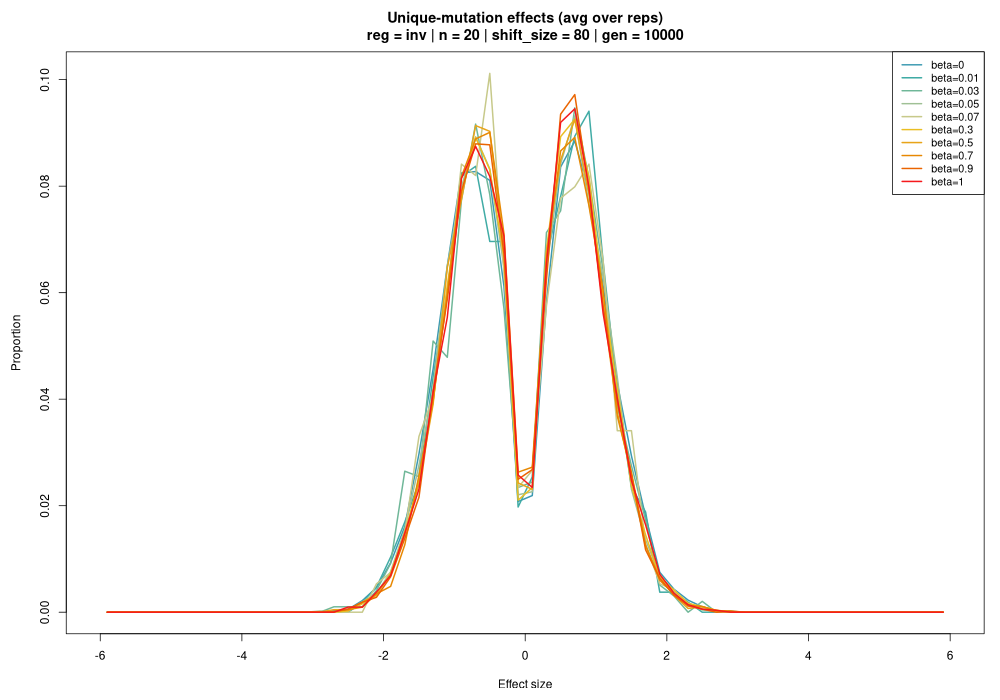 Unique-mutation effects (avg over reps)
reg = inv | n = 20 | shift_size = 80 | gen = 10000
beta=0
beta=0.01
beta=0.03
beta=0.05
beta=0.07
beta=0.3
beta=0.5
beta=0.7
beta=0.9
beta=1
Proportion
0.10
0.08
0.06
0.04
0.02
0.00
-6 -4 -2 0 2 4 6
Effect size